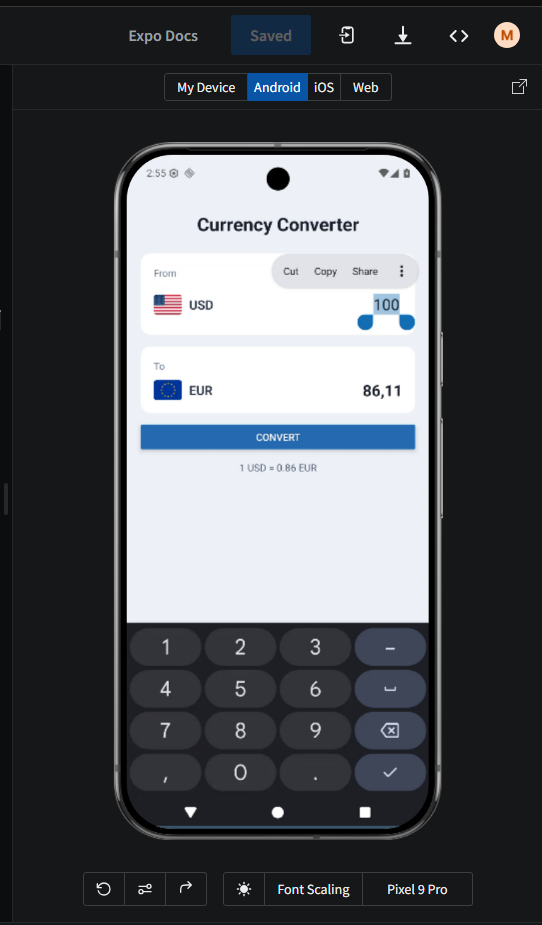 Expo Docs Saved M
My Device Android iOS Web
2:55
Currency Converter
From
Cut Copy Share
USD 100
To
EUR 86,11
CONVERT
1 USD = 0.86 EUR
1 2 3 –
4 5 6
7 8 9
, 0 .
Font Scaling Pixel 9 Pro